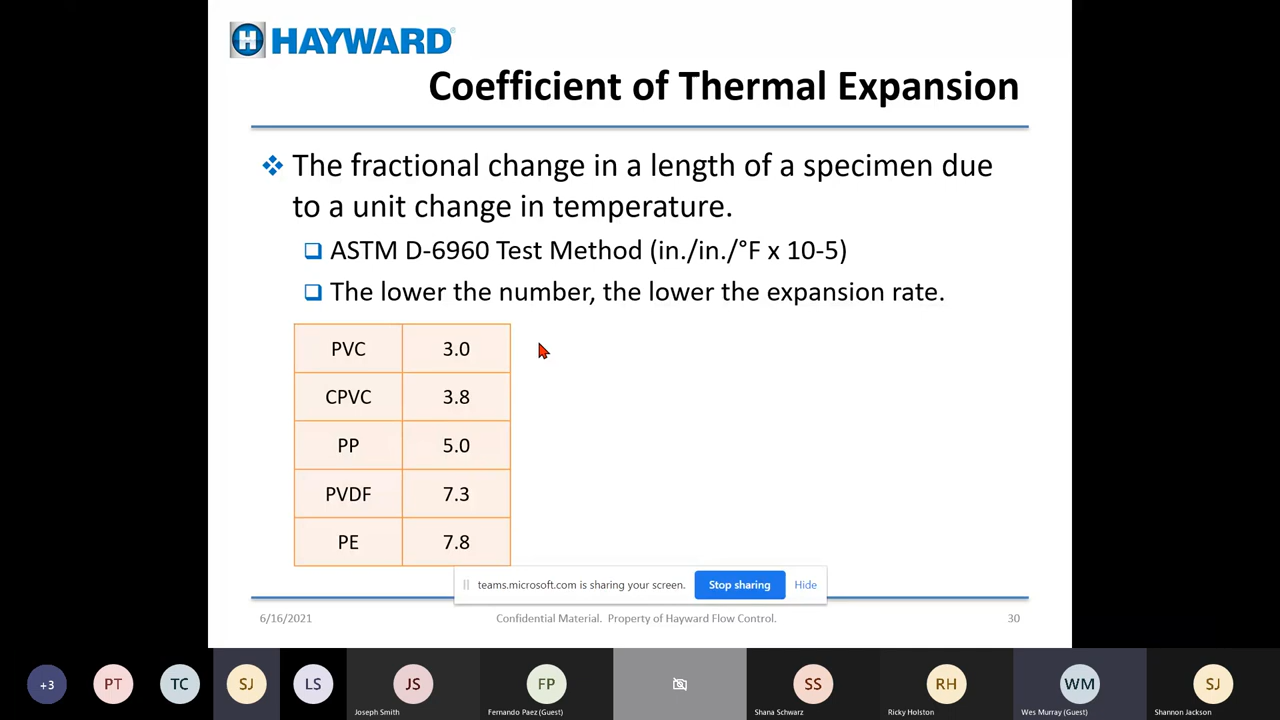 H HAYWARD
Coefficient of Thermal Expansion
The fractional change in a length of a specimen due
to a unit change in temperature.
ASTM D-6960 Test Method (in./in./°F x 10-5)
The lower the number, the lower the expansion rate.
PVC 3.0
CPVC 3.8
PP 5.0
PVDF 7.3
PE 7.8
teams.microsoft.com is sharing your screen. Stop sharing Hide
6/16/2021 Confidential Material. Property of Hayward Flow Control. 30
+3 PT TC SJ LS JS FP SS RH WM SJ
Joseph Smith Fernando Paez (Guest) Shana Schwarz Ricky Holston Wes Murray (Guest) Shannon Jackson